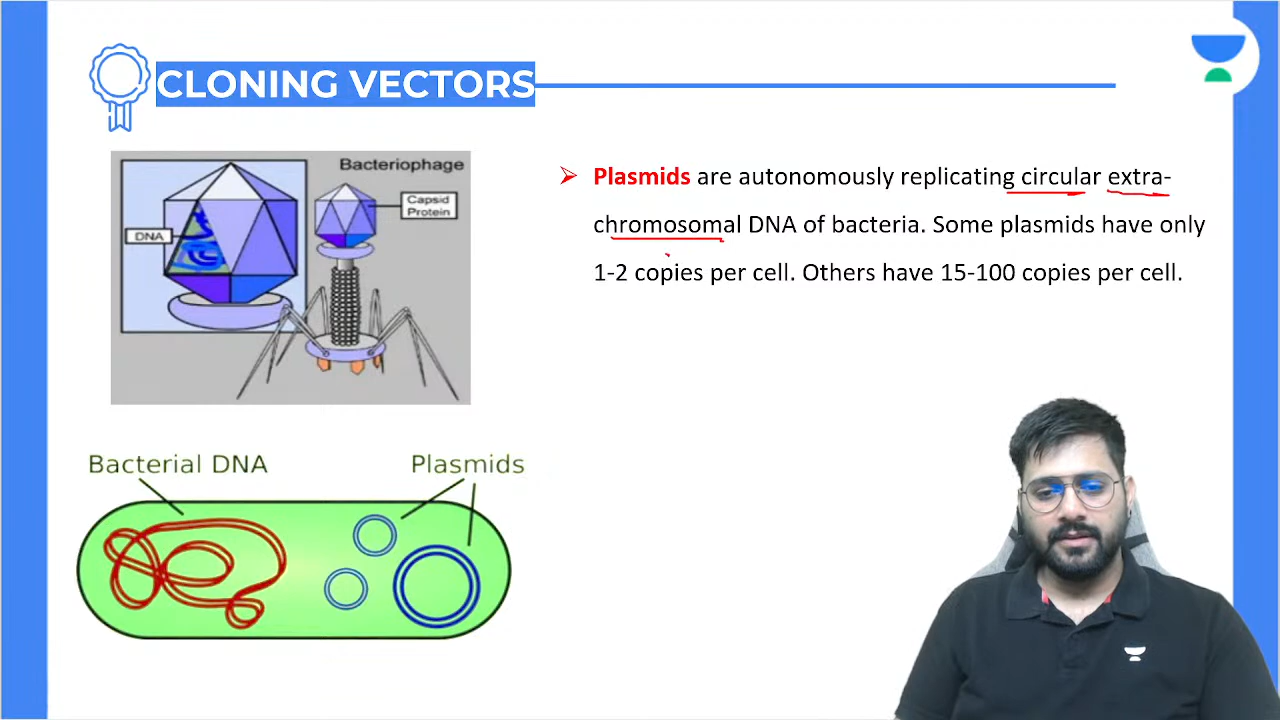 CLONING VECTORS
Bacteriophage
Capsid
Protein
DNA
➢ Plasmids are autonomously replicating circular extra-
chromosomal DNA of bacteria. Some plasmids have only
1-2 copies per cell. Others have 15-100 copies per cell.
Bacterial DNA
Plasmids